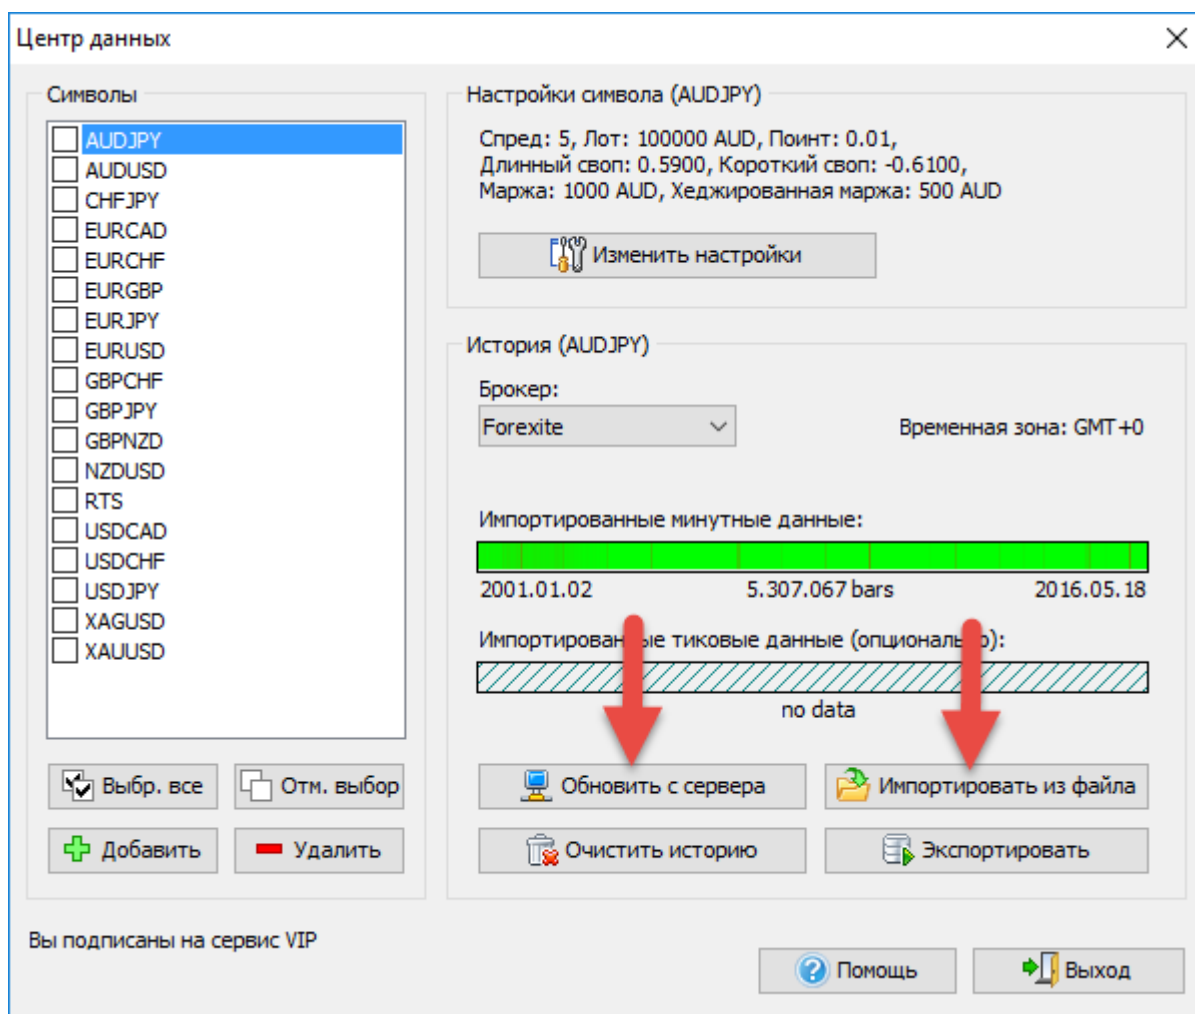 Центр данных
Символы
AUDJPY
AUDUSD
CHFJPY
EURCAD
EURCHF
EURGBP
EURJPY
EURUSD
GBPCHF
GBPJPY
GBPNZD
NZDUSD
RTS
USDCAD
USDCHF
USDJPY
XAGUSD
XAUUSD
Выбр. все
Отм. выбор
Добавить
Удалить
Настройки символа (AUDJPY)
Спред: 5, Лот: 100000 AUD, Поинт: 0.01,
Длинный своп: 0.5900, Короткий своп: -0.6100,
Маржа: 1000 AUD, Хеджированная маржа: 500 AUD
Изменить настройки
История (AUDJPY)
Брокер:
Forexite
Временная зона: GMT+0
Импортированные минутные данные:
2001.01.02 5.307.067 bars 2016.05.18
Импортированные тиковые данные (опционально):
no data
Обновить с сервера
Импортировать из файла
Очистить историю
Экспортировать
Вы подписаны на сервис VIP
Помощь
Выход